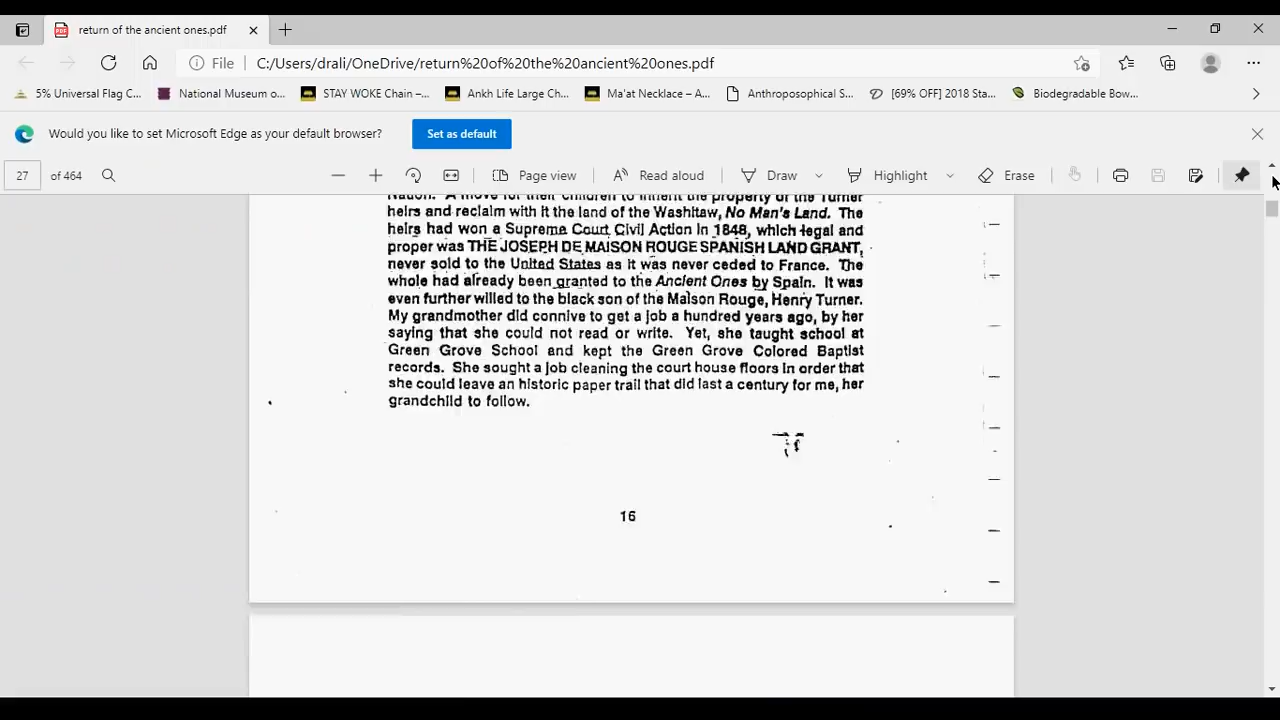 return of the ancient ones.pdf
File C:/Users/drali/OneDrive/return%20of%20the%20ancient%20ones.pdf
5% Universal Flag C... National Museum o... STAY WOKE Chain –... Ankh Life Large Ch... Ma'at Necklace – A... Anthroposophical S... [69% OFF] 2018 Sta... Biodegradable Bow...
Would you like to set Microsoft Edge as your default browser? Set as default
27 of 464 Page view Read aloud Draw Highlight Erase
Nation. A move for their children to inherit the property of the Turner
heirs and reclaim with it the land of the Washitaw, No Man's Land. The
heirs had won a Supreme Court Civil Action in 1848, which legal and
proper was THE JOSEPH DE MAISON ROUGE SPANISH LAND GRANT,
never sold to the United States as it was never ceded to France. The
whole had already been granted to the Ancient Ones by Spain. It was
even further willed to the black son of the Maison Rouge, Henry Turner.
My grandmother did connive to get a job a hundred years ago, by her
saying that she could not read or write. Yet, she taught school at
Green Grove School and kept the Green Grove Colored Baptist
records. She sought a job cleaning the court house floors in order that
she could leave an historic paper trail that did last a century for me, her
grandchild to follow.
16